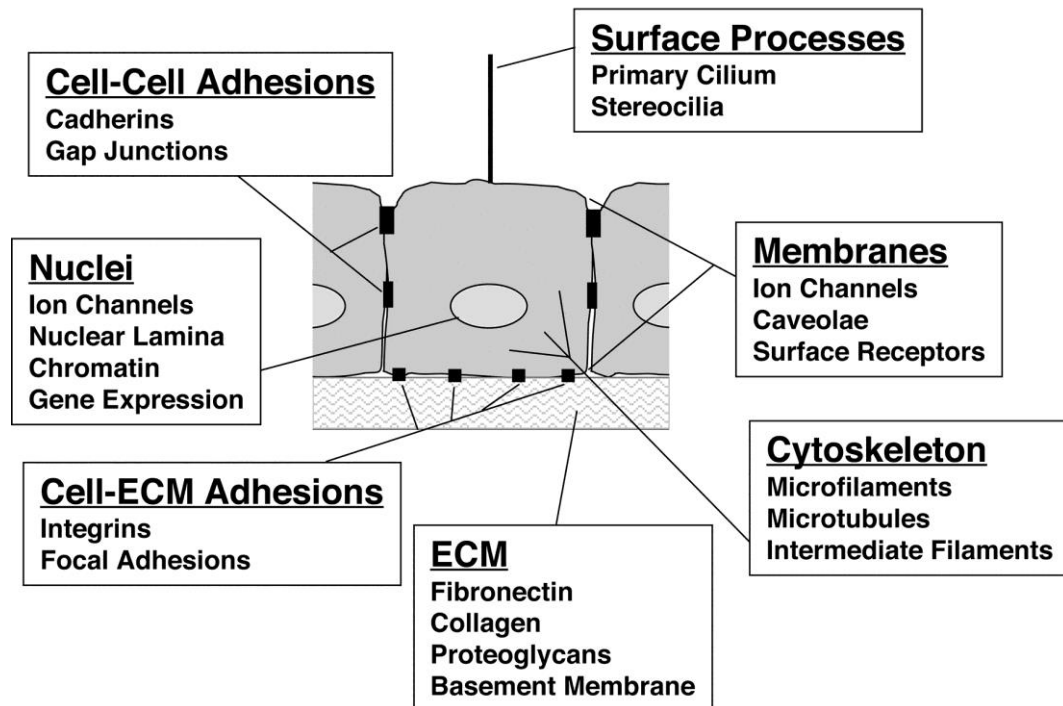 Surface Processes
Primary Cilium
Stereocilia
Cell-Cell Adhesions
Cadherins
Gap Junctions
Nuclei
Ion Channels
Nuclear Lamina
Chromatin
Gene Expression
Membranes
Ion Channels
Caveolae
Surface Receptors
Cell-ECM Adhesions
Integrins
Focal Adhesions
ECM
Fibronectin
Collagen
Proteoglycans
Basement Membrane
Cytoskeleton
Microfilaments
Microtubules
Intermediate Filaments